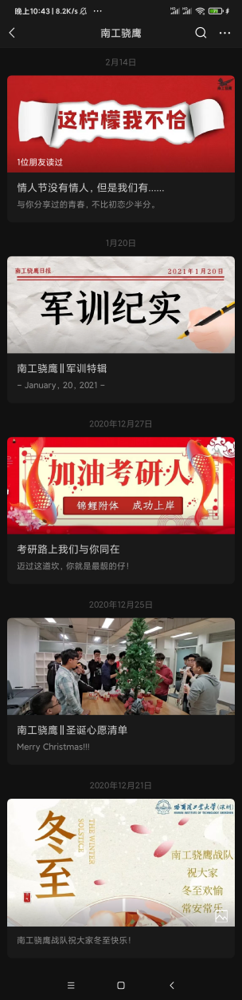 晚上10:43 | 8.2K/s
南工骁鹰
2月14日
南工骁鹰
这柠檬我不恰
1位朋友读过
情人节没有情人，但是我们有......
与你分享过的青春，不比初恋少半分。
1月20日
南工骁鹰日报
2021年1月20日
军训纪实
南工骁鹰||军训特辑
- January, 20, 2021 -
2020年12月27日
加油考研人
锦鲤附体 成功上岸
考研路上我们与你同在
迈过这道坎，你就是最靓的仔！
2020年12月25日
南工骁鹰||圣诞心愿清单
Merry Christmas!!!
2020年12月21日
冬至
THE WINTER
SOLSTICE
南工骁鹰战队
祝大家
冬至欢愉
常安常乐
南工骁鹰战队祝大家冬至快乐！